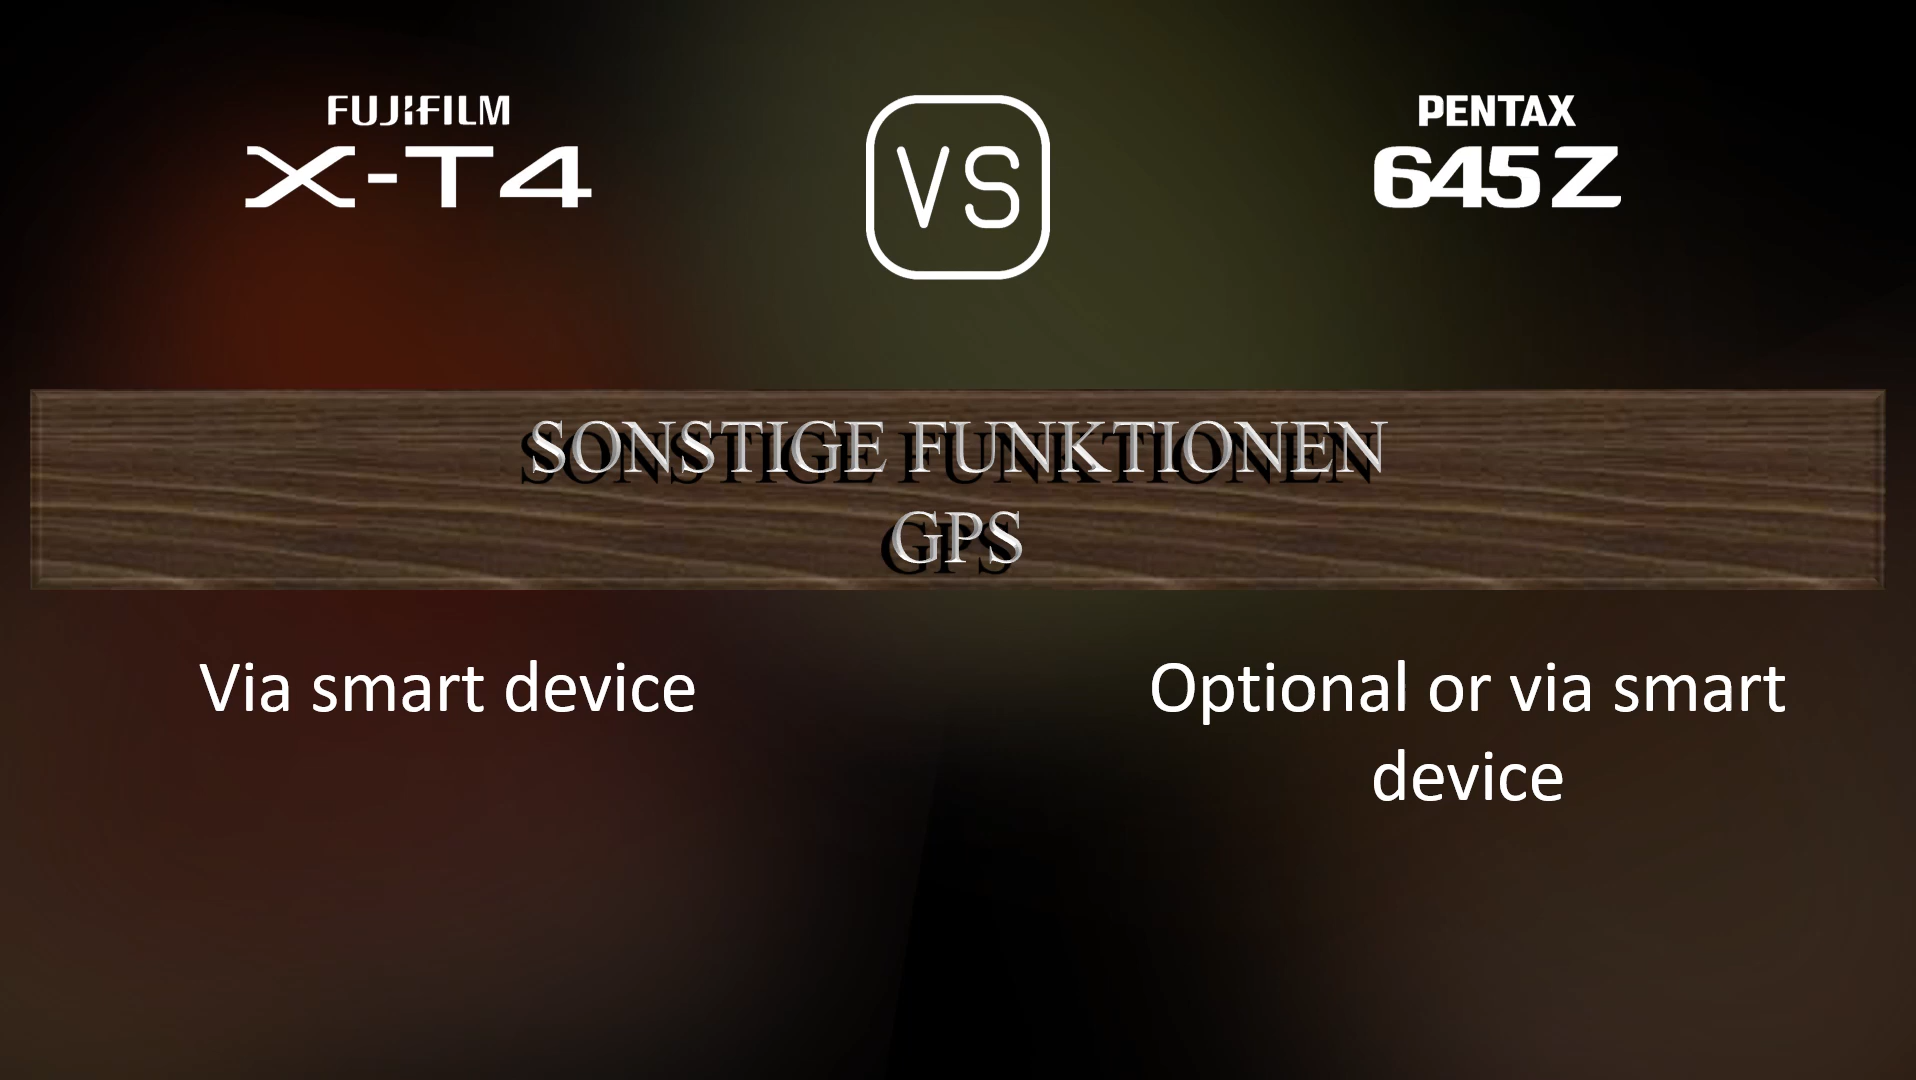 FUJIFILM
X-T4
VS
PENTAX
645Z
SONSTIGE FUNKTIONEN
GPS
Via smart device
Optional or via smart
device